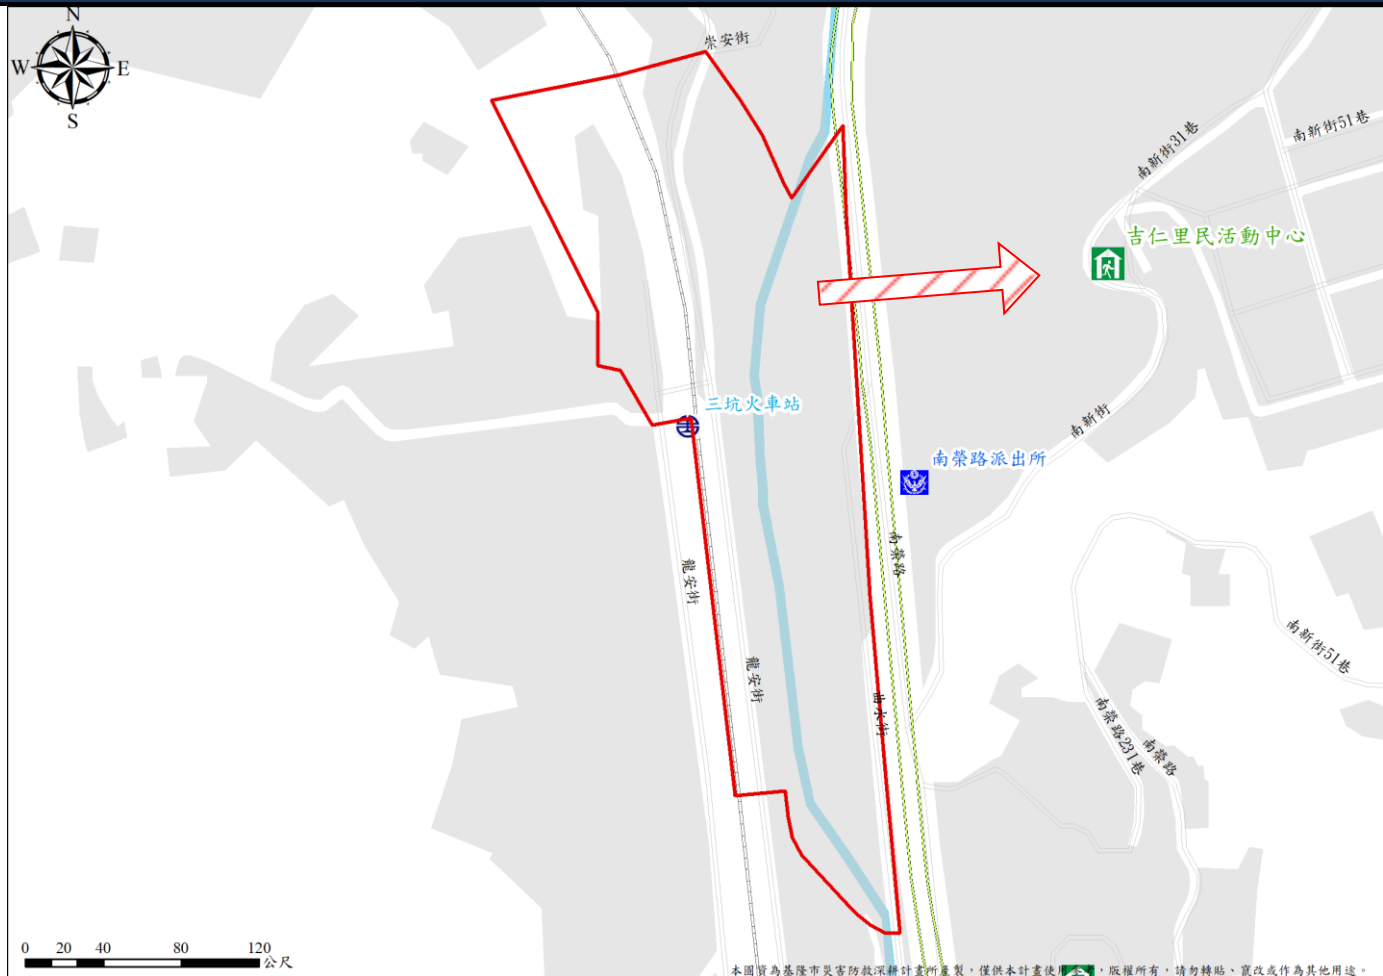 N
W E
S
崇安街
南新街31巷
南新街51巷
吉仁里民活動中心
三坑火車站
南榮路派出所
南新街
南榮路
龍安街
龍安街
曲水街
南新街51巷
南榮路231巷
南榮路
0 20 40 80 120
公尺
本圖資為基隆市災害防救深耕計畫所產製，僅供本計畫使用，版權所有，請勿轉貼、竄改或作為其他用途。